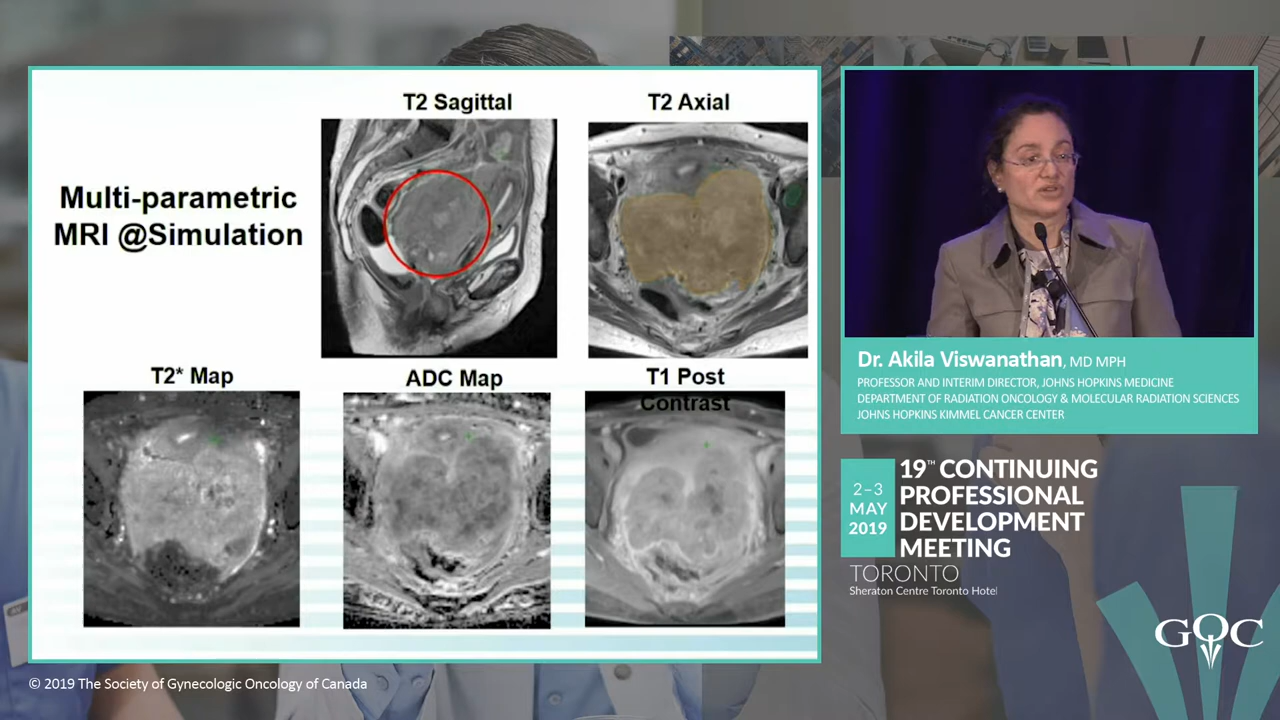 Multi-parametric
MRI @Simulation
T2 Sagittal
T2 Axial
T2* Map
ADC Map
T1 Post
Contrast
Dr. Akila Viswanathan, MD MPH
PROFESSOR AND INTERIM DIRECTOR, JOHNS HOPKINS MEDICINE
DEPARTMENT OF RADIATION ONCOLOGY & MOLECULAR RADIATION SCIENCES
JOHNS HOPKINS KIMMEL CANCER CENTER
2–3
MAY
2019
19TH CONTINUING
PROFESSIONAL
DEVELOPMENT
MEETING
TORONTO
Sheraton Centre Toronto Hotel
GOC
© 2019 The Society of Gynecologic Oncology of Canada